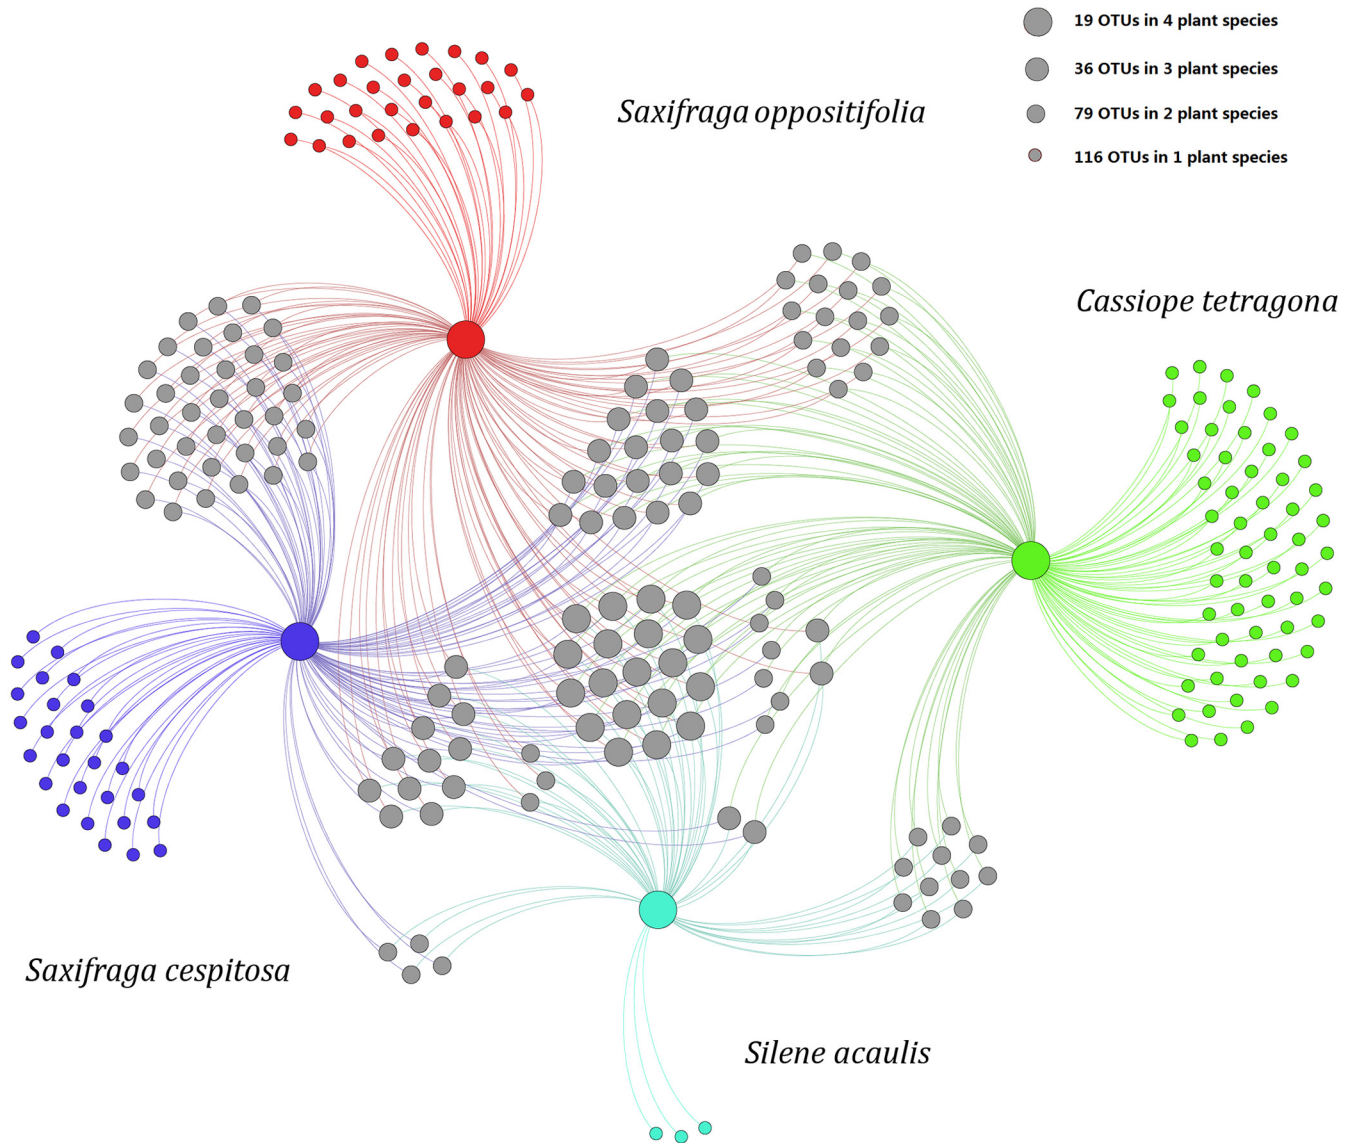 19 OTUs in 4 plant species
36 OTUs in 3 plant species
79 OTUs in 2 plant species
116 OTUs in 1 plant species
Saxifraga oppositifolia
Cassiope tetragona
Saxifraga cespitosa
Silene acaulis